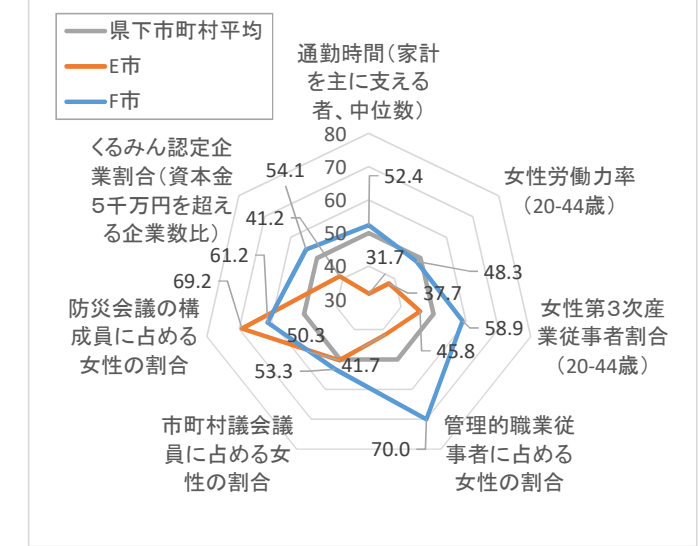 県下市町村平均
E市
F市
通勤時間(家計
を主に支える
者、中位数)
くるみん認定企
業割合(資本金
5千万円を超え
る企業数比)
女性労働力率
(20-44歳)
女性第3次産
業従事者割合
(20-44歳)
防災会議の構
成員に占める
女性の割合
市町村議会議
員に占める女
性の割合
管理的職業従
事者に占める
女性の割合
80
70
60
50
40
30
54.1
52.4
41.2
31.7
48.3
61.2
37.7
69.2
58.9
50.3
45.8
53.3
41.7
70.0